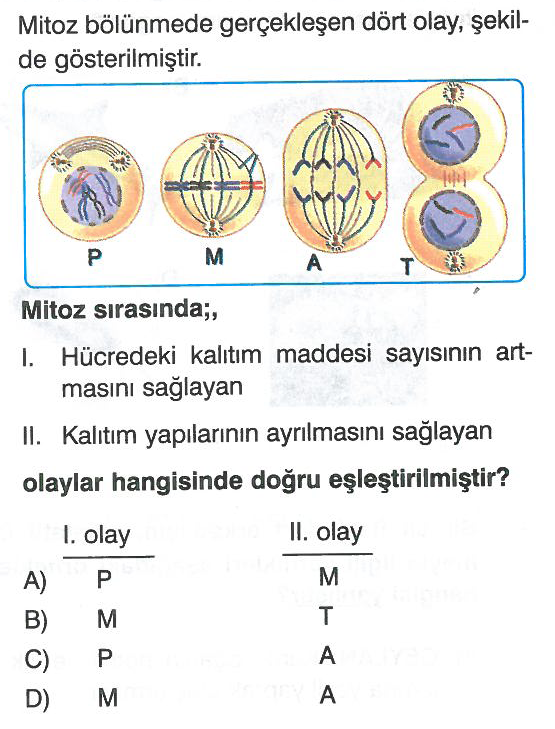 Mitoz bölünmede gerçekleşen dört olay, şekil-
de gösterilmiştir.
P M A T
Mitoz sırasında;,
I. Hücredeki kalıtım maddesi sayısının art-
masını sağlayan
II. Kalıtım yapılarının ayrılmasını sağlayan
olaylar hangisinde doğru eşleştirilmiştir?
I. olay II. olay
A) P M
B) M T
C) P A
D) M A